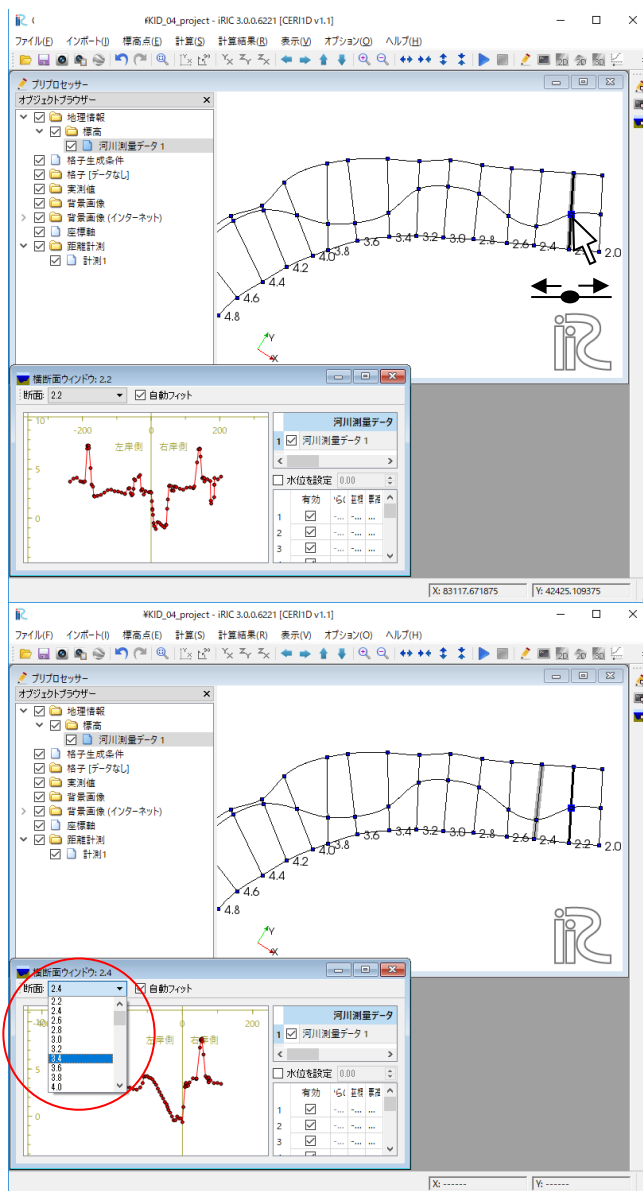 ¥KID_04_project - iRIC 3.0.0.6221 [CERI1D v1.1]
ファイル(F) インポート(I) 標高点(E) 計算(S) 計算結果(R) 表示(V) オプション(O) ヘルプ(H)
プリプロセッサー
オブジェクトブラウザー
地理情報
標高
河川測量データ 1
格子生成条件
格子 [データなし]
実測値
背景画像
背景画像 (インターネット)
座標軸
距離計測
計測1
4.8
4.6
4.4
4.2
4.0
3.8
3.6
3.4
3.2
3.0
2.8
2.6
2.4
2.2
2.0
Y
X
iRIC
横断面ウィンドウ: 2.2
断面: 2.2 自動フィット
10
-200 0 200
左岸側 右岸側
5
0
河川測量データ
1 河川測量データ 1
水位を設定 0.00
有効
1
2
3
X: 83117.671875 Y: 42425.109375
¥KID_04_project - iRIC 3.0.0.6221 [CERI1D v1.1]
ファイル(F) インポート(I) 標高点(E) 計算(S) 計算結果(R) 表示(V) オプション(O) ヘルプ(H)
プリプロセッサー
オブジェクトブラウザー
地理情報
標高
河川測量データ 1
格子生成条件
格子 [データなし]
実測値
背景画像
背景画像 (インターネット)
座標軸
距離計測
計測1
4.8
4.6
4.4
4.2
4.0
3.8
3.6
3.4
3.2
3.0
2.8
2.6
2.4
2.2
2.0
Y
X
iRIC
横断面ウィンドウ: 2.4
断面: 2.4 自動フィット
2.2
2.4
2.6
2.8
3.0
3.2
3.4
3.6
3.8
4.0
0 200
左岸側 右岸側
0
河川測量データ
1 河川測量データ 1
水位を設定 0.00
有効
1
2
3
X: ------ Y: ------